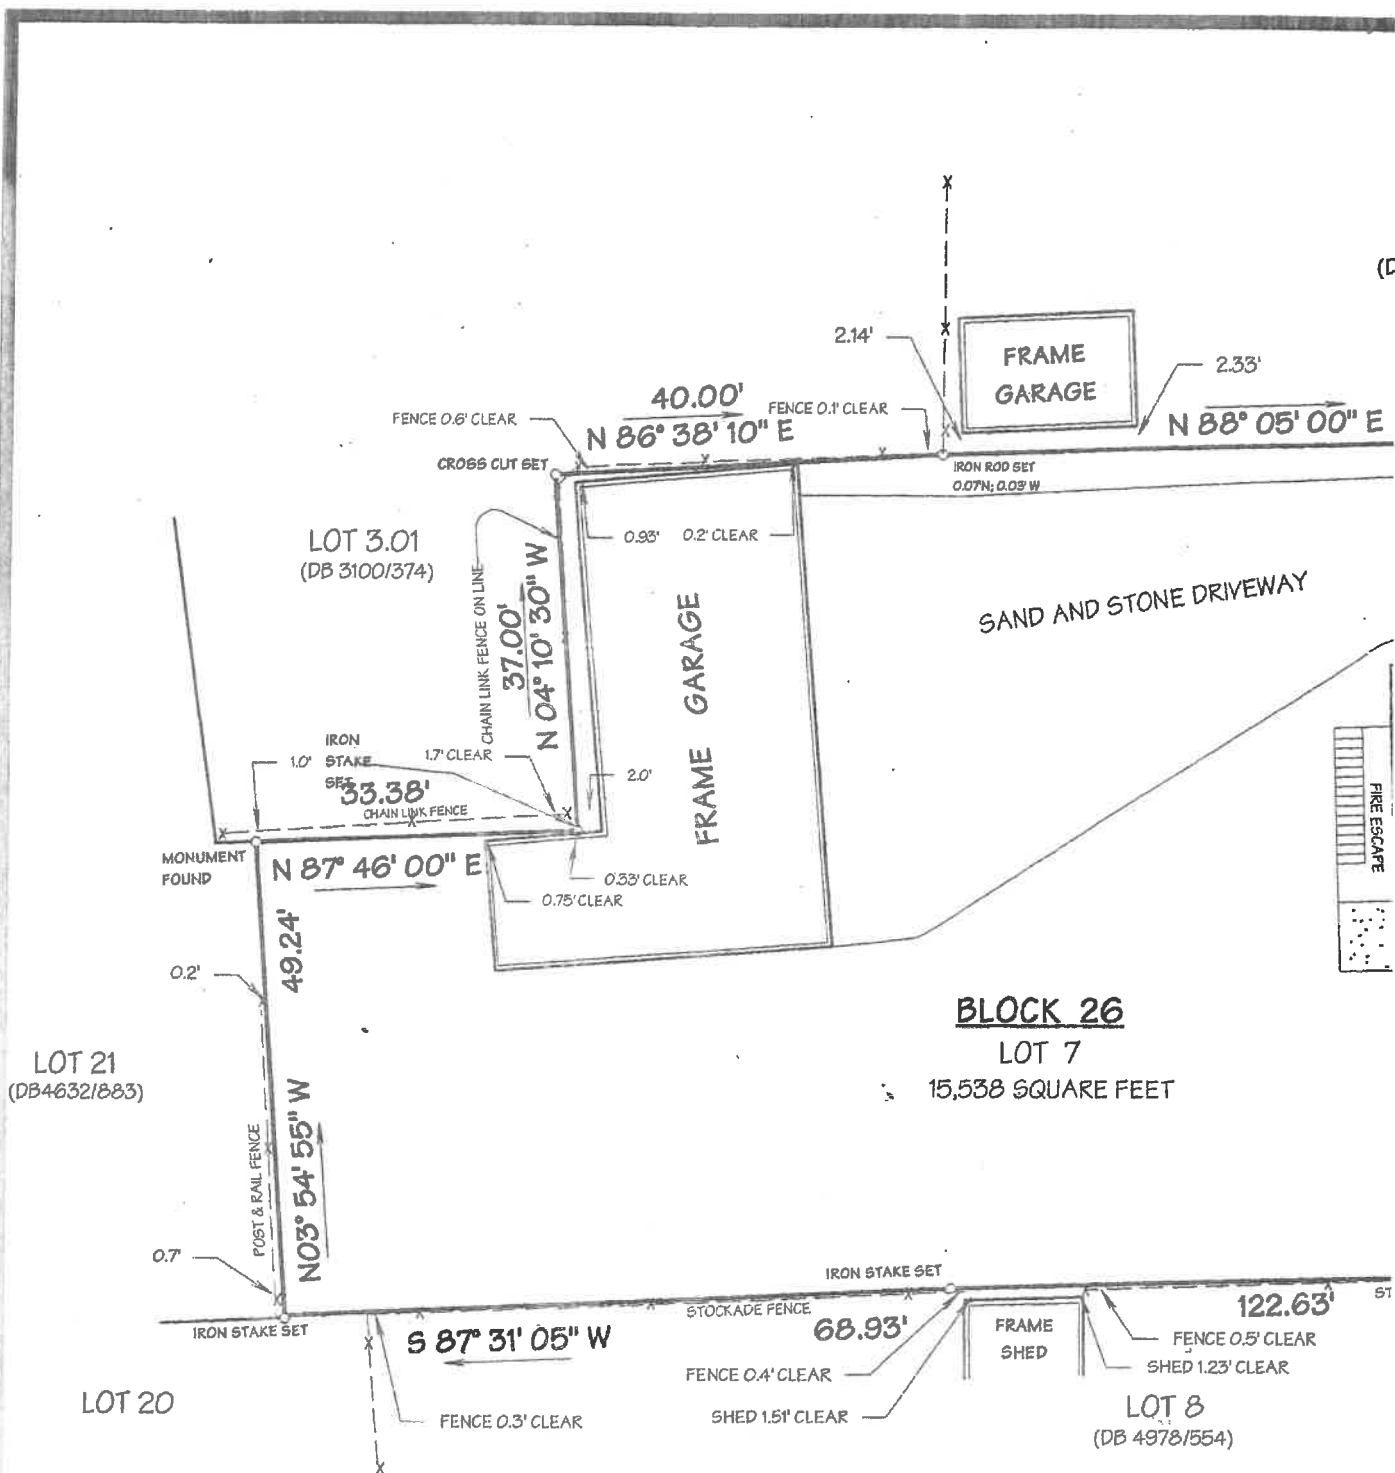 (D
2.14'
FRAME
GARAGE
2.33'
40.00'
FENCE 0.6' CLEAR
FENCE 0.1' CLEAR
N 86° 38' 10" E
N 88° 05' 00" E
CROSS CUT SET
IRON ROD SET
0.07N; 0.03' W
LOT 3.01
(DB 3100/374)
0.93'
0.2' CLEAR
CHAIN LINK FENCE ON LINE
37.00'
N 04° 10' 30" W
FRAME GARAGE
SAND AND STONE DRIVEWAY
IRON
STAKE
SET
1.0'
1.7' CLEAR
2.0'
33.38'
CHAIN LINK FENCE
FIRE ESCAPE
MONUMENT
FOUND
N 87° 46' 00" E
0.33' CLEAR
0.75' CLEAR
49.24'
0.2'
BLOCK 26
LOT 7
15,538 SQUARE FEET
LOT 21
(DB4632/883)
N03° 54' 55" W
POST & RAIL FENCE
0.7'
IRON STAKE SET
IRON STAKE SET
STOCKADE FENCE
122.63'
ST
S 87° 31' 05" W
68.93'
FRAME
SHED
FENCE 0.5' CLEAR
SHED 1.23' CLEAR
FENCE 0.4' CLEAR
LOT 20
FENCE 0.3' CLEAR
SHED 1.51' CLEAR
LOT 8
(DB 4978/554)